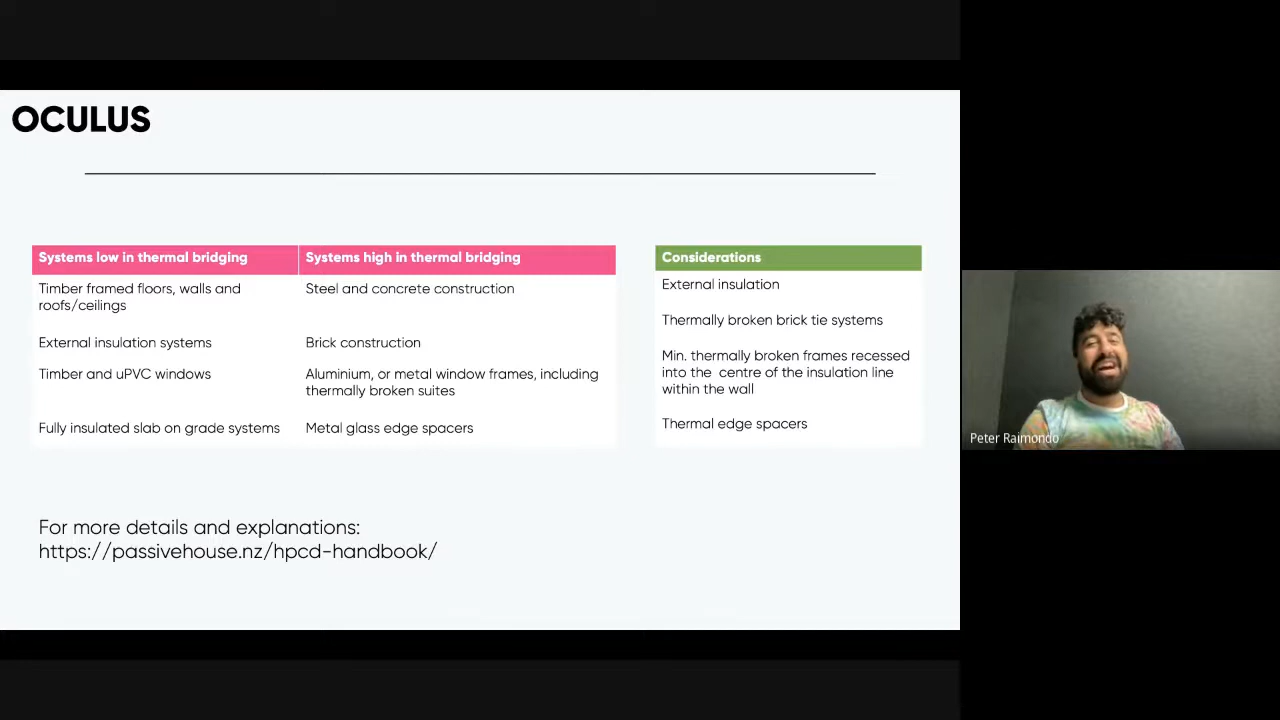 OCULUS
Systems low in thermal bridging
Systems high in thermal bridging
Timber framed floors, walls and
roofs/ceilings
Steel and concrete construction
External insulation systems
Brick construction
Timber and uPVC windows
Aluminium, or metal window frames, including
thermally broken suites
Fully insulated slab on grade systems
Metal glass edge spacers
Considerations
External insulation
Thermally broken brick tie systems
Min. thermally broken frames recessed
into the centre of the insulation line
within the wall
Thermal edge spacers
For more details and explanations:
https://passivehouse.nz/hpcd-handbook/
Peter Raimondo